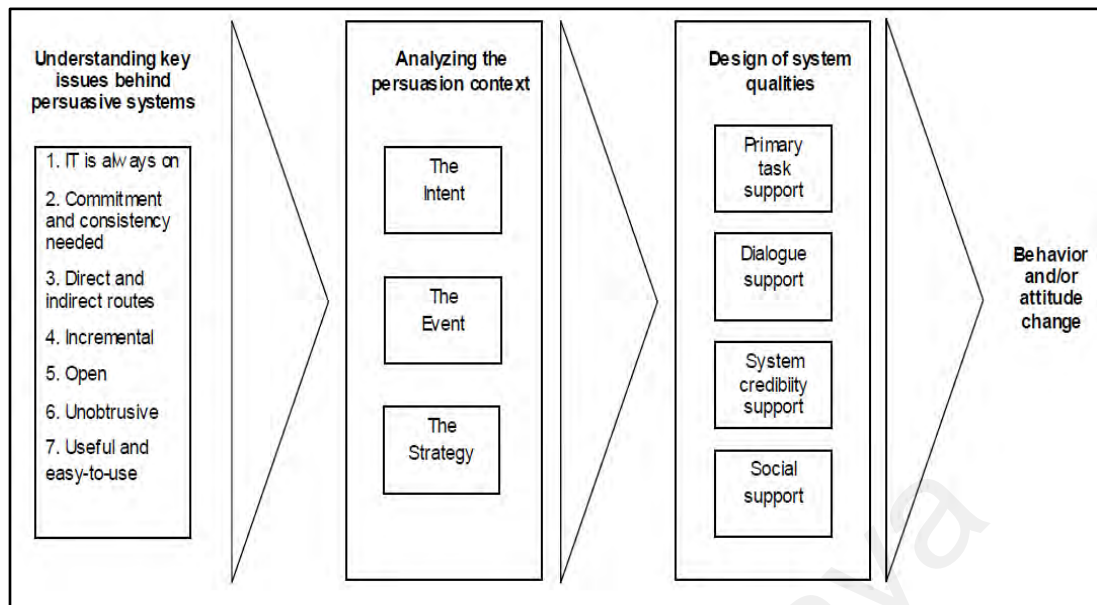 Understanding key
issues behind
persuasive systems
1. IT is always on
2. Commitment
and consistency
needed
3. Direct and
indirect routes
4. Incremental
5. Open
6. Unobtrusive
7. Useful and
easy-to-use
Analyzing the
persuasion context
The
Intent
The
Event
The
Strategy
Design of system
qualities
Primary
task
support
Dialogue
support
System
credibiity
support
Social
support
Behavior
and/or
attitude
change